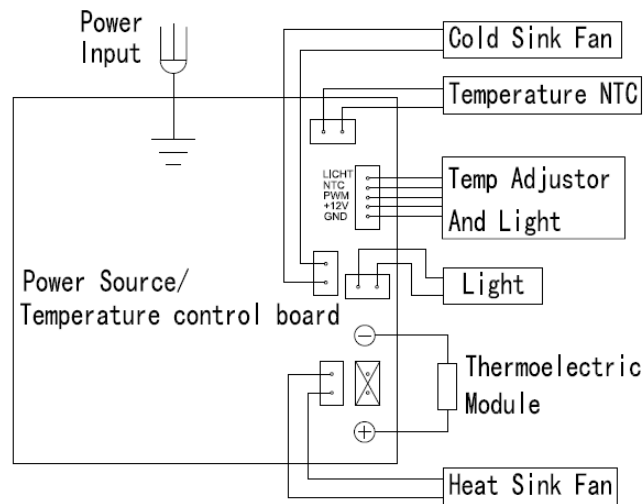 Power
Input
Cold Sink Fan
Temperature NTC
LICHT
NTC
PWM
+12V
GND
Temp Adjustor
And Light
Power Source/
Temperature control board
Light
Thermoelectric
Module
Heat Sink Fan